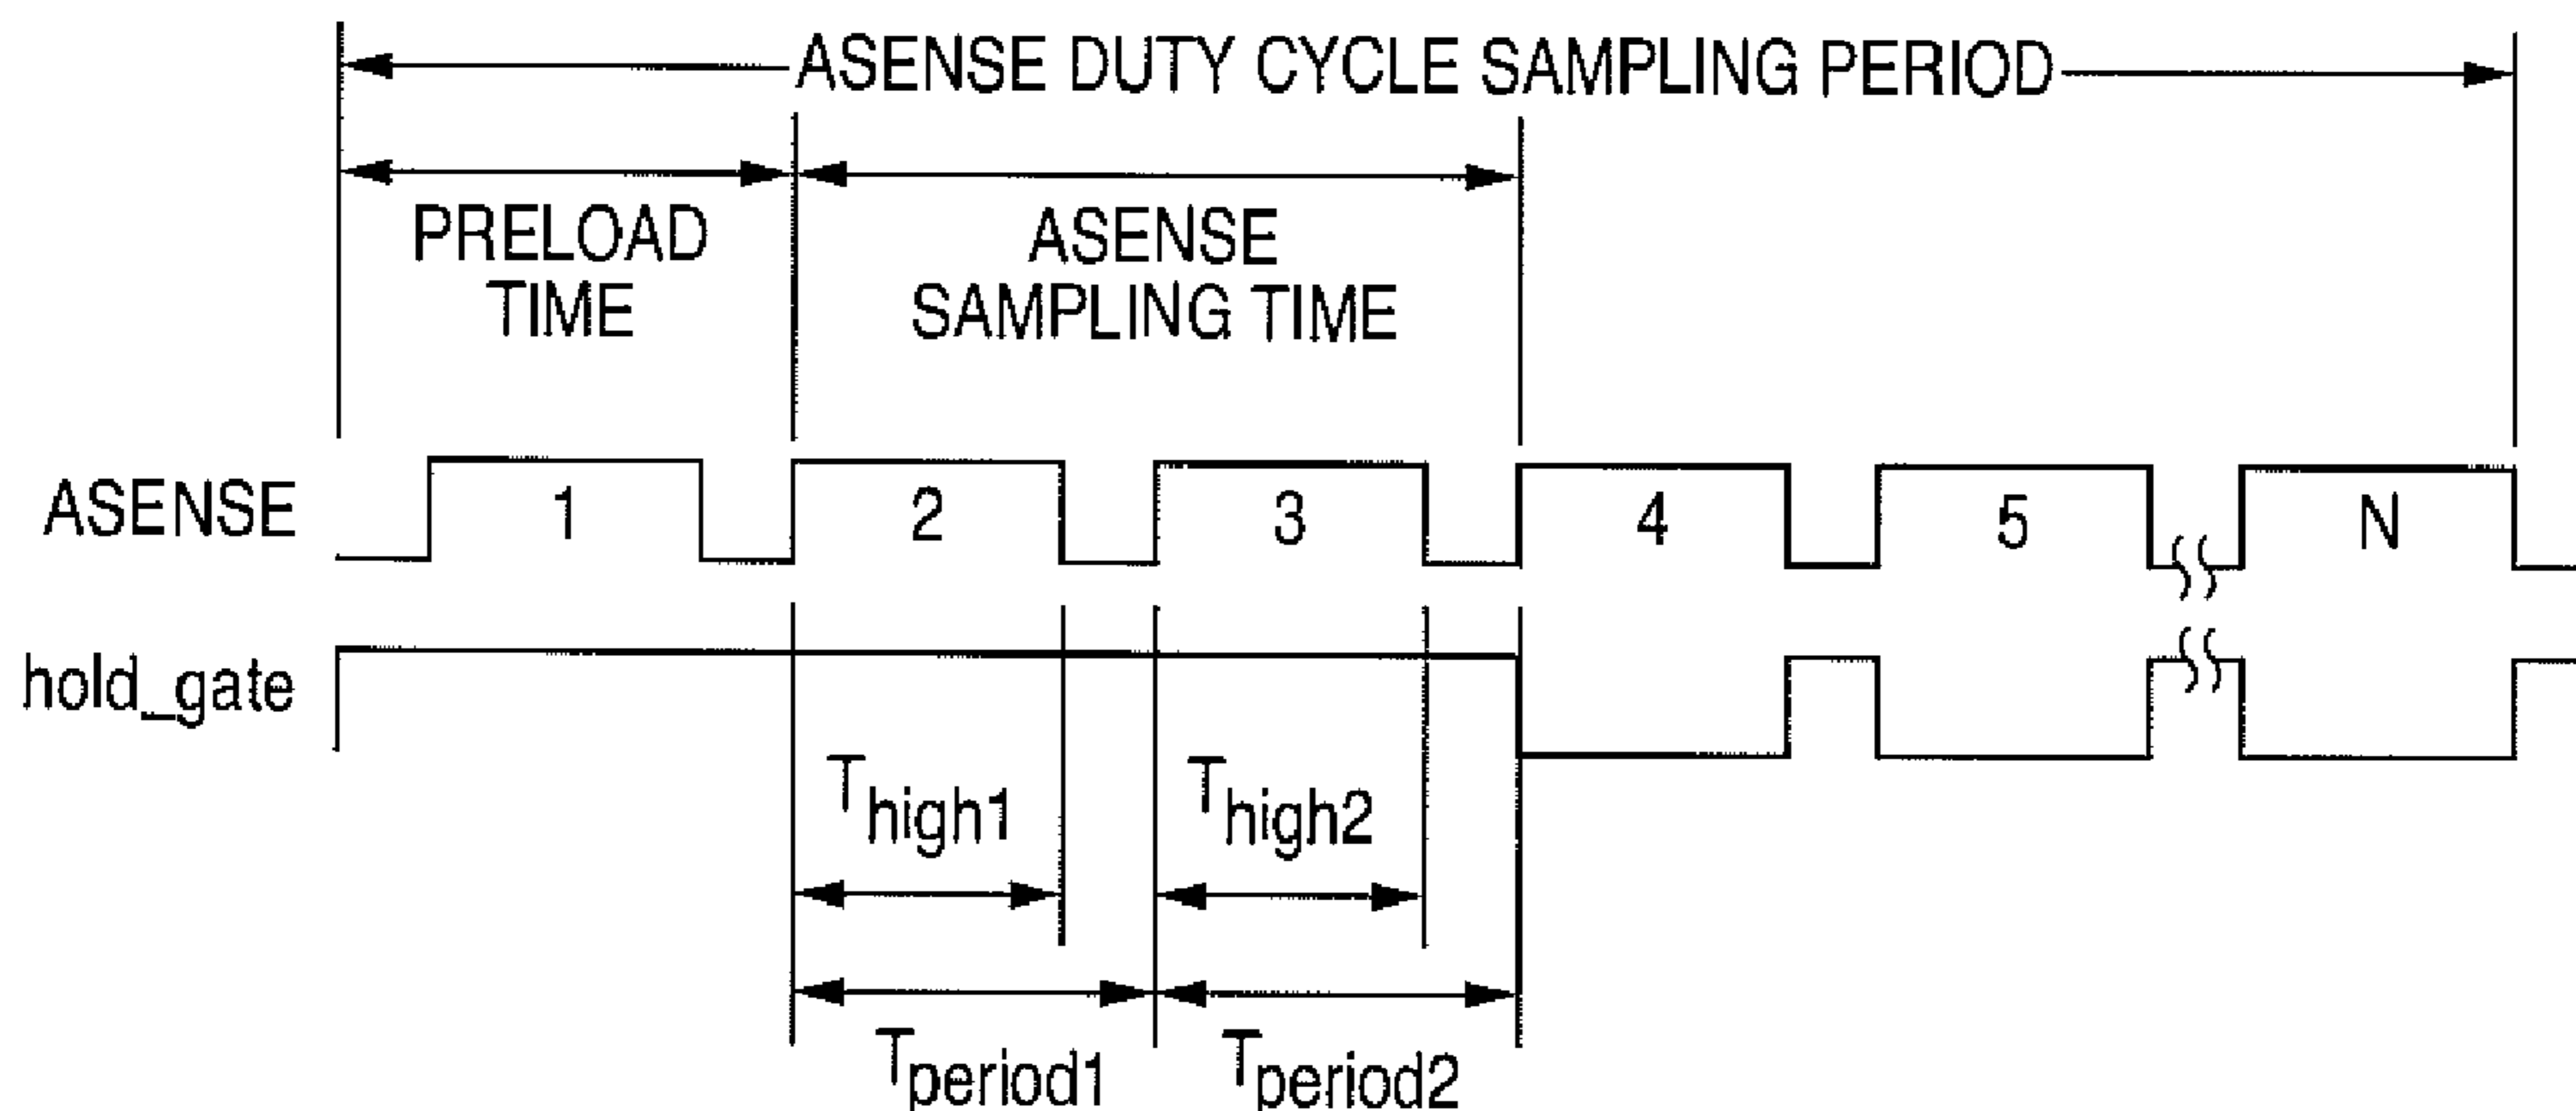 ASENSE DUTY CYCLE SAMPLING PERIOD
PRELOAD
TIME
ASENSE
SAMPLING TIME
ASENSE
1
2
3
4
5
N
hold_gate
Thigh1
Thigh2
Tperiod1
Tperiod2